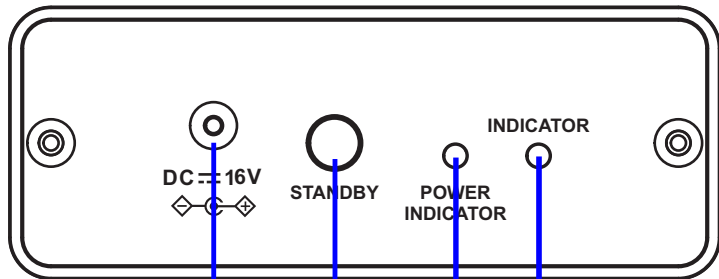 INDICATOR
DC ⎓ 16V
STANDBY
POWER
INDICATOR